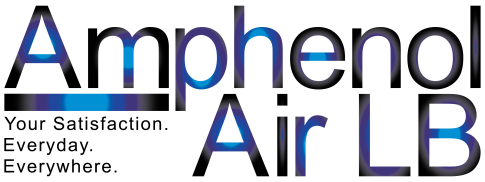 Amphenol
Air LB
Your Satisfaction.
Everyday.
Everywhere.